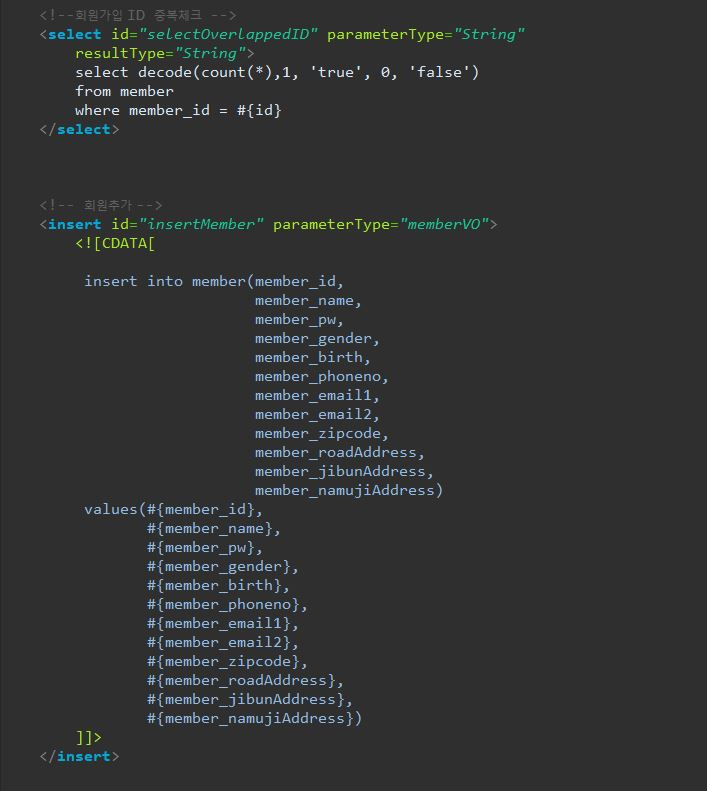 <!--회원가입 ID 중복체크 -->
<select id="selectOverlappedID" parameterType="String"
resultType="String">
select decode(count(*),1, 'true', 0, 'false')
from member
where member_id = #{id}
</select>
<!-- 회원추가 -->
<insert id="insertMember" parameterType="memberVO">
<![CDATA[
insert into member(member_id,
member_name,
member_pw,
member_gender,
member_birth,
member_phoneno,
member_email1,
member_email2,
member_zipcode,
member_roadAddress,
member_jibunAddress,
member_namujiAddress)
values(#{member_id},
#{member_name},
#{member_pw},
#{member_gender},
#{member_birth},
#{member_phoneno},
#{member_email1},
#{member_email2},
#{member_zipcode},
#{member_roadAddress},
#{member_jibunAddress},
#{member_namujiAddress})
]]>
</insert>